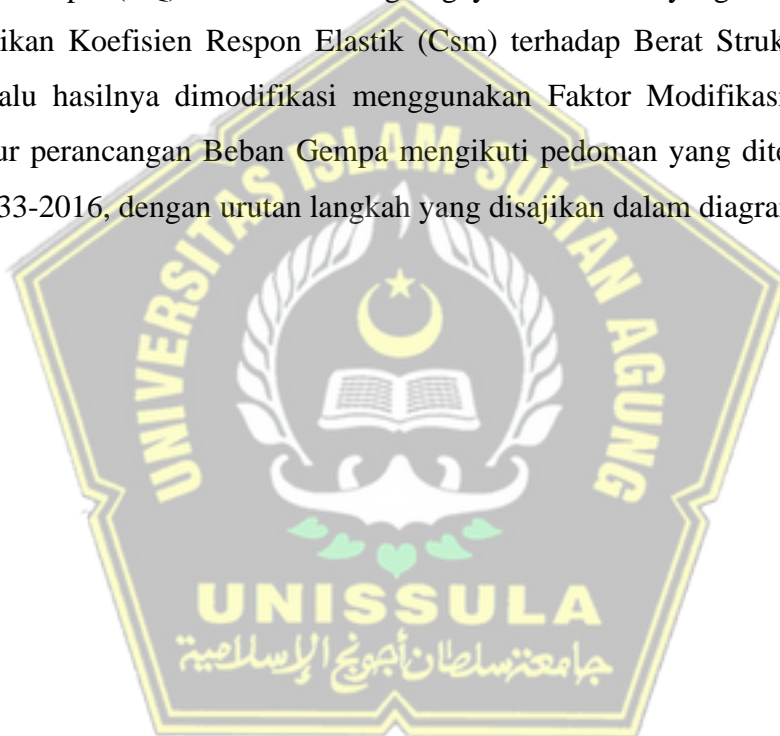 ikan Koefisien Respon Elastik (Csm) terhadap Berat Struk
alu hasilnya dimodifikasi menggunakan Faktor Modifikasi
ur perancangan Beban Gempa mengikuti pedoman yang dite
33-2016, dengan urutan langkah yang disajikan dalam diagra
UNIVERSITAS ISLAM SULTAN AGUNG
UNISSULA
جامعتسلطان أجونج الإسلامية